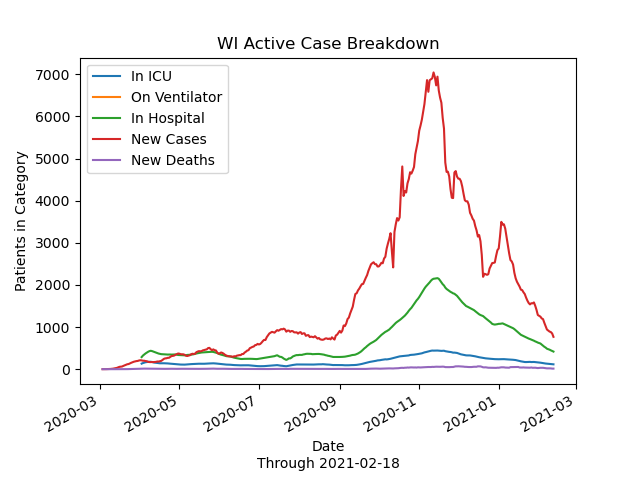 WI Active Case Breakdown
In ICU
On Ventilator
In Hospital
New Cases
New Deaths
Patients in Category
7000
6000
5000
4000
3000
2000
1000
0
2020-03
2020-05
2020-07
2020-09
2020-11
2021-01
2021-03
Date
Through 2021-02-18